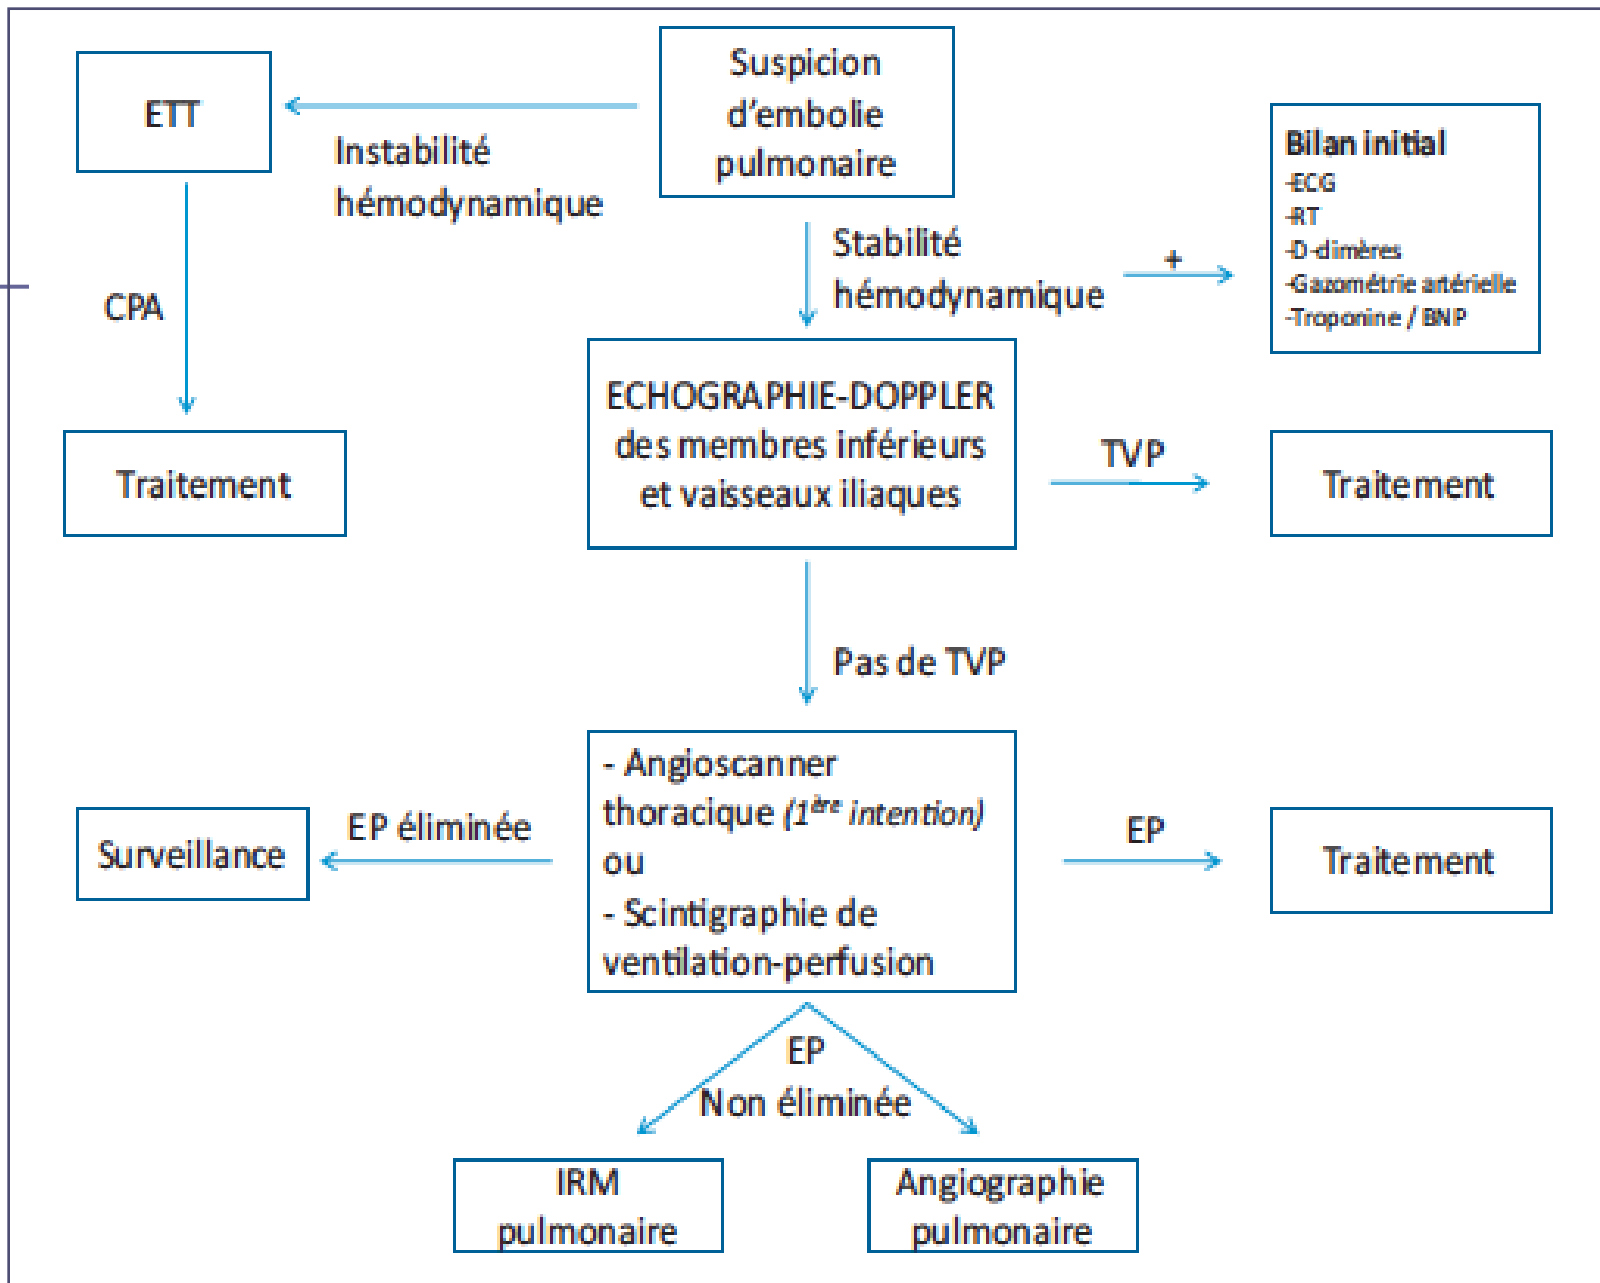 Suspicion
d'embolie
pulmonaire
ETT
Instabilité
hémodynamique
Bilan initial
-ECG
-RT
-D-dimères
-Gazométrie artérielle
-Troponine / BNP
Stabilité
hémodynamique
+
CPA
ECHOGRAPHIE-DOPPLER
des membres inférieurs
et vaisseaux iliaques
TVP
Traitement
Traitement
Pas de TVP
- Angioscanner
thoracique (1ère intention)
ou
- Scintigraphie de
ventilation-perfusion
EP éliminée
Surveillance
EP
Traitement
EP
Non éliminée
IRM
pulmonaire
Angiographie
pulmonaire